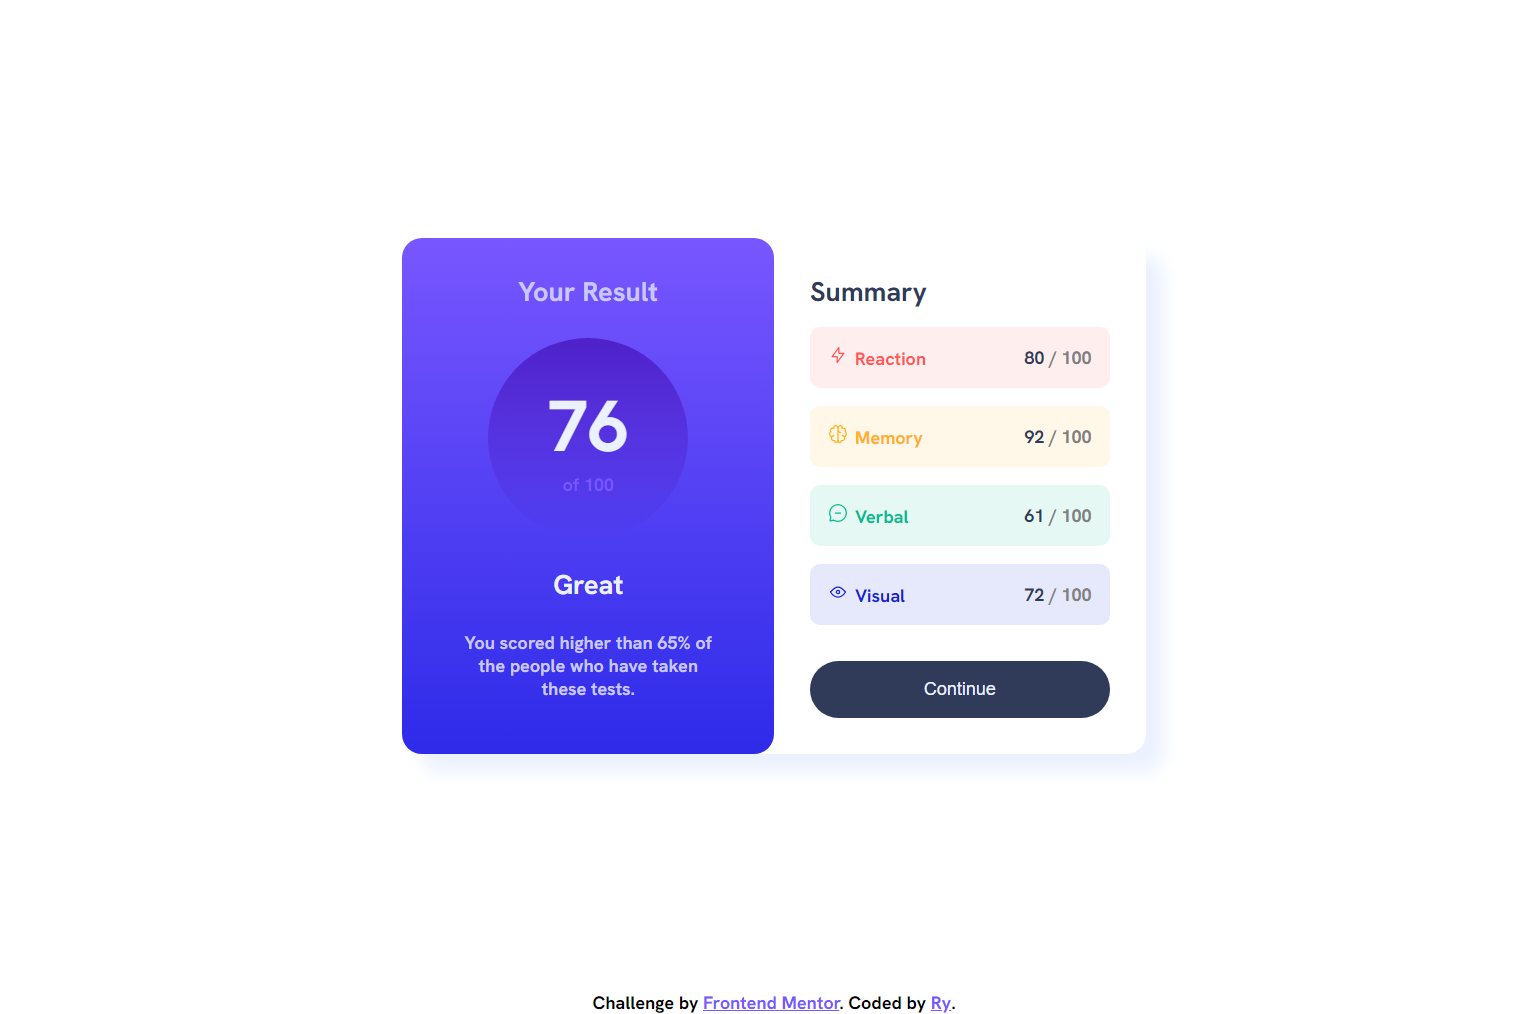 Your Result
76
of 100
Great
You scored higher than 65% of
the people who have taken
these tests.
Summary
Reaction 80 / 100
Memory 92 / 100
Verbal 61 / 100
Visual 72 / 100
Continue
Challenge by Frontend Mentor. Coded by Ry.